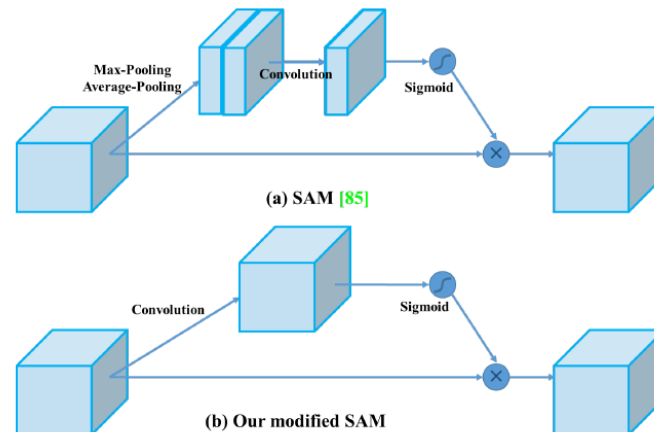 Max-Pooling
Average-Pooling
Convolution
Sigmoid
(a) SAM [85]
Convolution
Sigmoid
(b) Our modified SAM